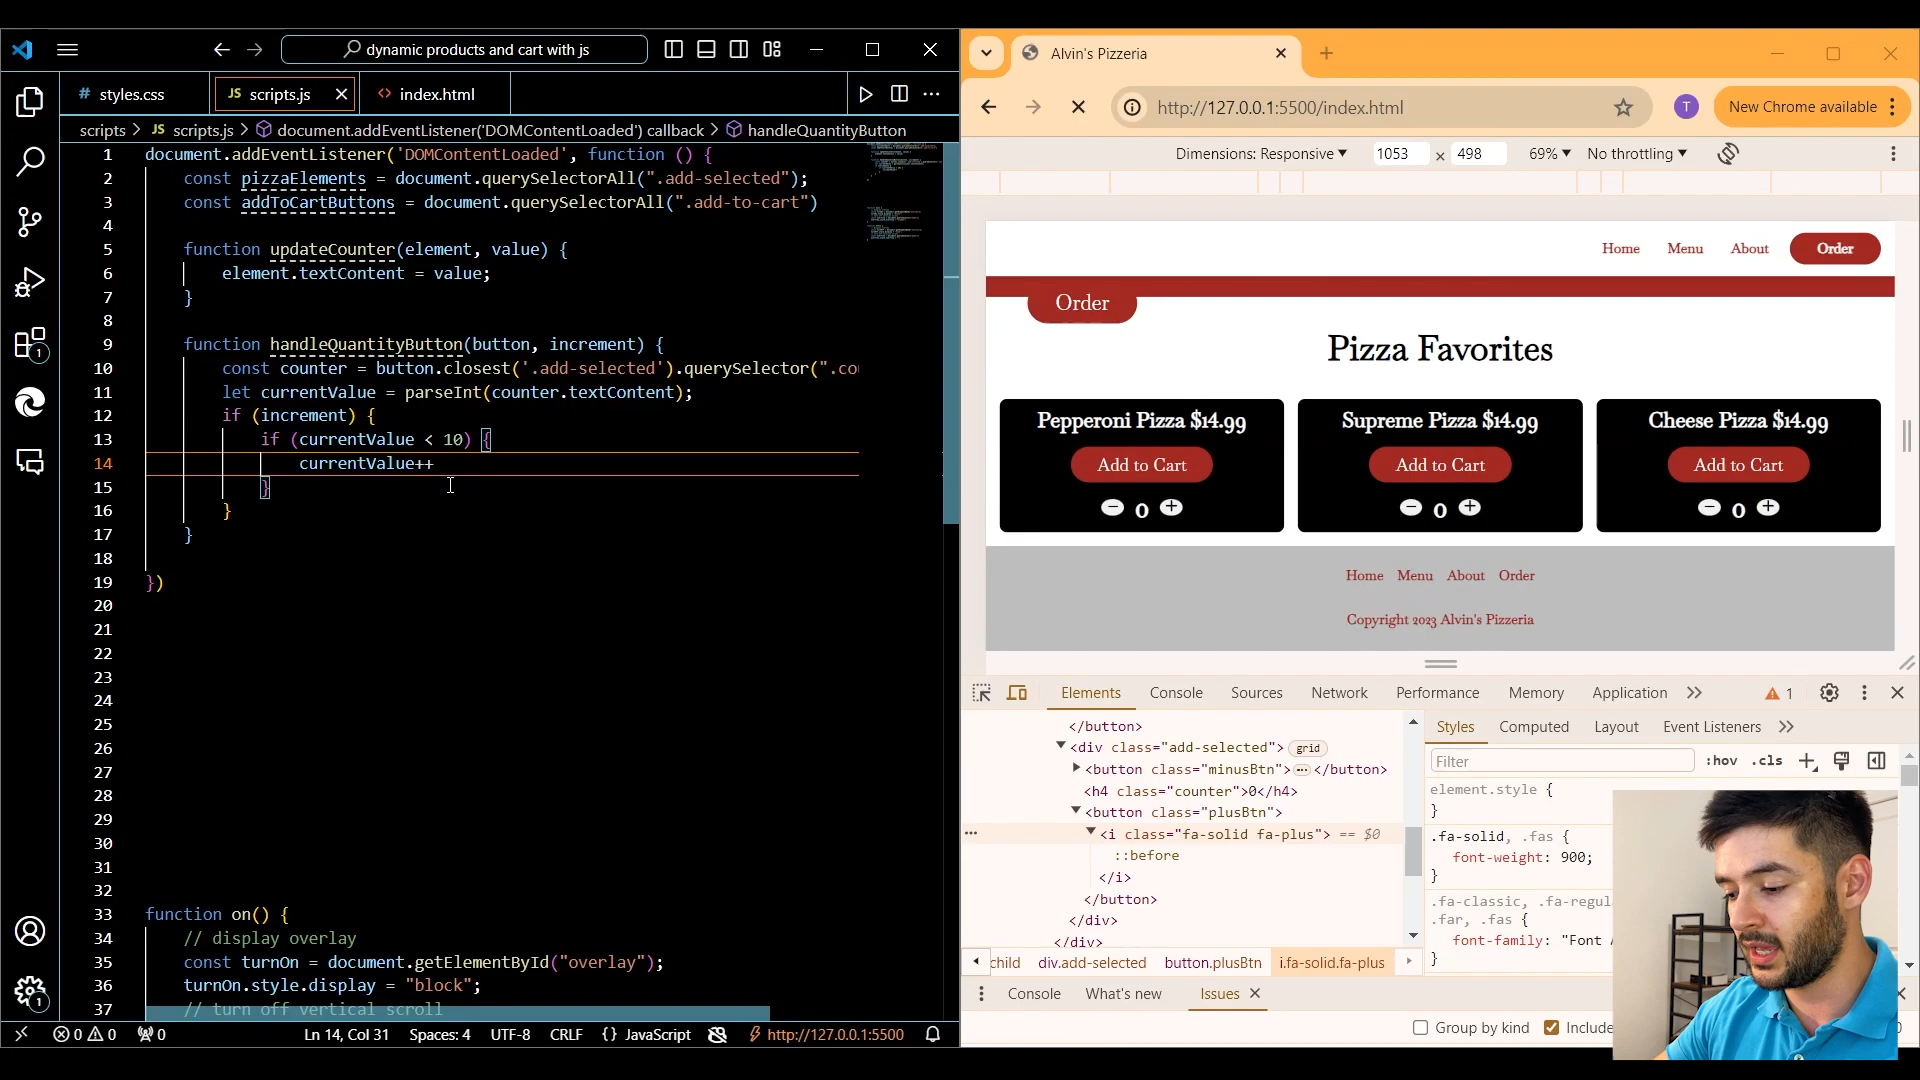 dynamic products and cart with js
# styles.css
JS scripts.js
<> index.html
scripts > JS scripts.js > document.addEventListener('DOMContentLoaded') callback > handleQuantityButton
1 document.addEventListener('DOMContentLoaded', function () {
2 const pizzaElements = document.querySelectorAll(".add-selected");
3 const addToCartButtons = document.querySelectorAll(".add-to-cart")
4
5 function updateCounter(element, value) {
6 element.textContent = value;
7 }
8
9 function handleQuantityButton(button, increment) {
10 const counter = button.closest('.add-selected').querySelector(".co
11 let currentValue = parseInt(counter.textContent);
12 if (increment) {
13 if (currentValue < 10) {
14 currentValue++
15 }
16 }
17 }
18
19 })
20
21
22
23
24
25
26
27
28
29
30
31
32
33 function on() {
34 // display overlay
35 const turnOn = document.getElementById("overlay");
36 turnOn.style.display = "block";
37 // turn off vertical scroll
1
1
0 0 0 Ln 14, Col 31 Spaces: 4 UTF-8 CRLF {} JavaScript http://127.0.0.1:5500
Alvin's Pizzeria
http://127.0.0.1:5500/index.html
T
New Chrome available
Dimensions: Responsive 1053 x 498 69% No throttling
Home Menu About Order
Order
Pizza Favorites
Pepperoni Pizza $14.99
Add to Cart
0
Supreme Pizza $14.99
Add to Cart
0
Cheese Pizza $14.99
Add to Cart
0
Home Menu About Order
Copyright 2023 Alvin's Pizzeria
Elements Console Sources Network Performance Memory Application 1
</button>
<div class="add-selected"> grid
<button class="minusBtn"> </button>
<h4 class="counter">0</h4>
<button class="plusBtn">
<i class="fa-solid fa-plus"> == $0
::before
</i>
</button>
</div>
</div>
child div.add-selected button.plusBtn i.fa-solid.fa-plus
Styles Computed Layout Event Listeners
Filter :hov .cls
element.style {
}
.fa-solid, .fas {
font-weight: 900;
}
.fa-classic, .fa-regul
.far, .fas {
font-family: "Font
}
Console What's new Issues
Group by kind Include